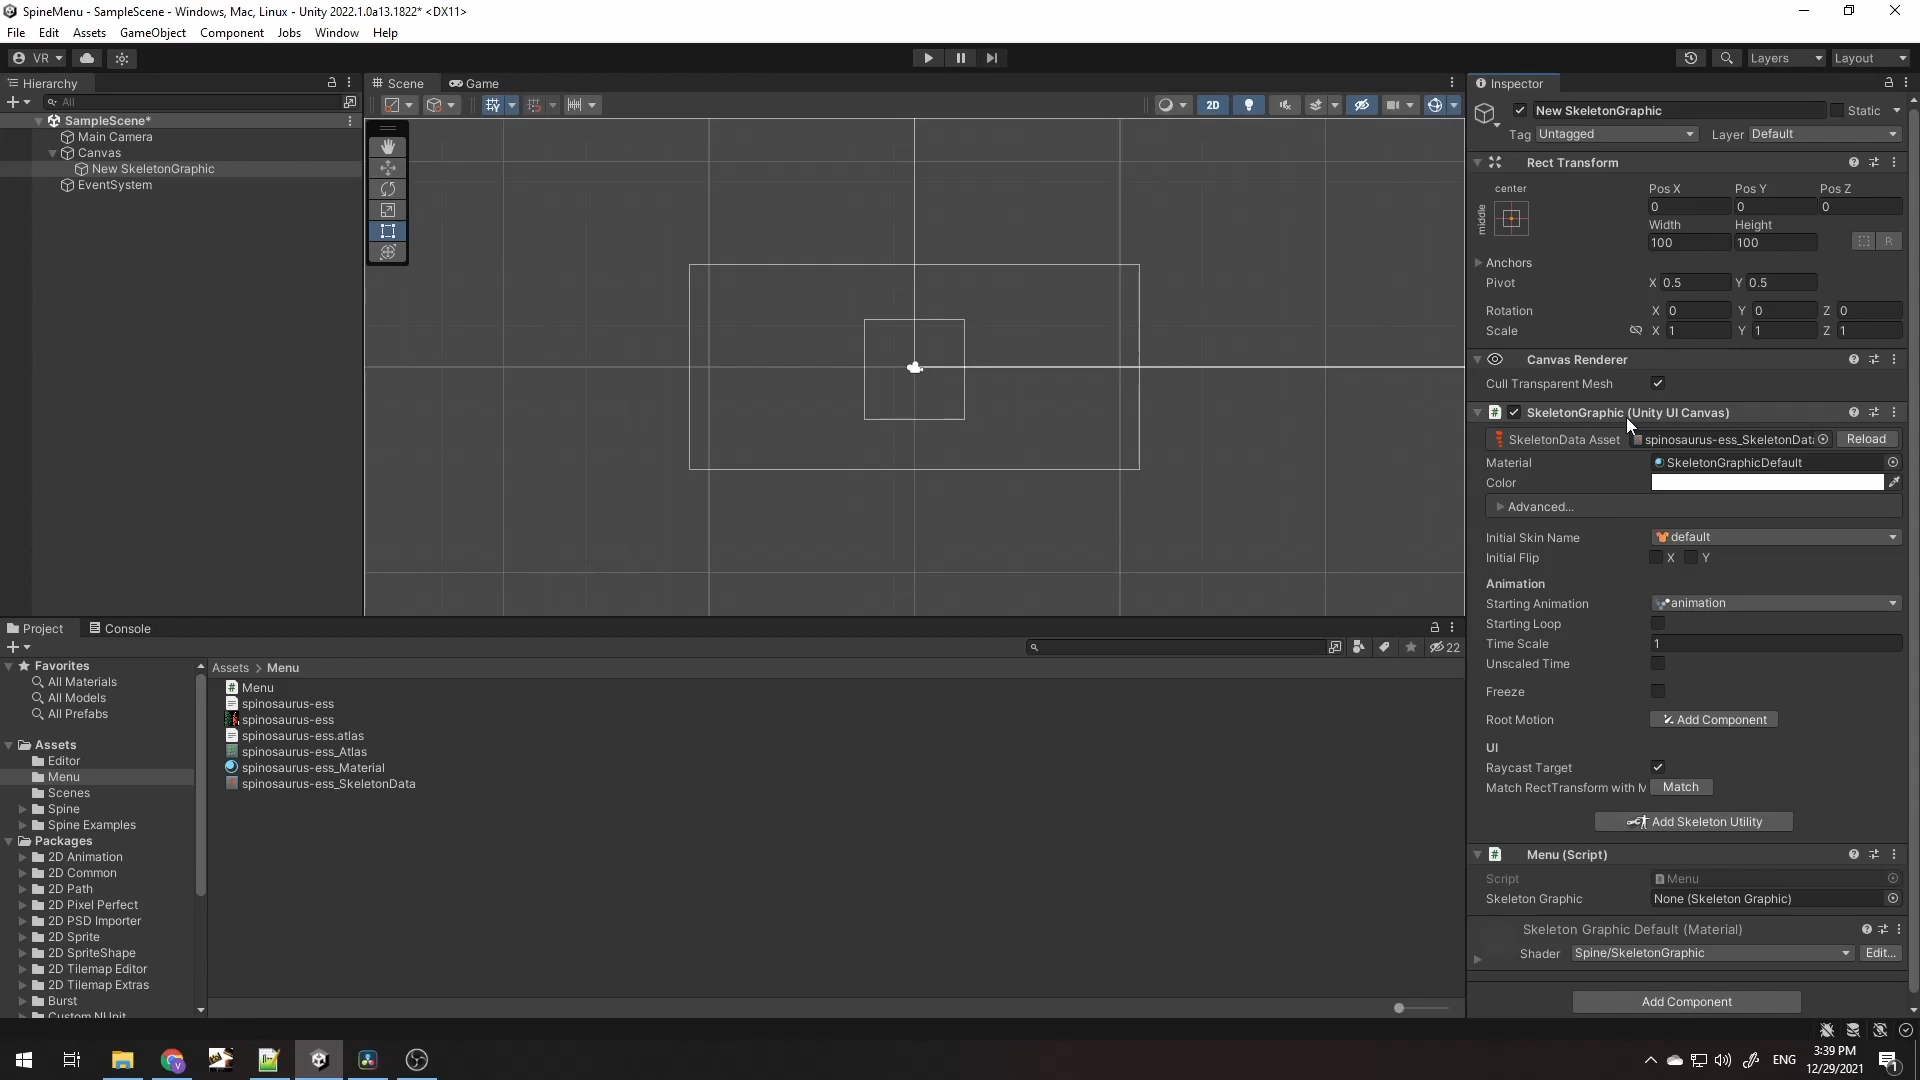 SpineMenu - SampleScene - Windows, Mac, Linux - Unity 2022.1.0a13.1822* <DX11>
File Edit Assets GameObject Component Jobs Window Help
VR Layers Layout
Hierarchy
All
SampleScene*
Main Camera
Canvas
New SkeletonGraphic
EventSystem
Scene Game
2D
Inspector
New SkeletonGraphic Static
Tag Untagged Layer Default
Rect Transform
center
middle
Pos X Pos Y Pos Z
0 0 0
Width Height
100 100 R
Anchors
Pivot X 0.5 Y 0.5
Rotation X 0 Y 0 Z 0
Scale X 1 Y 1 Z 1
Canvas Renderer
Cull Transparent Mesh
SkeletonGraphic (Unity UI Canvas)
SkeletonData Asset spinosaurus-ess_SkeletonData Reload
Material SkeletonGraphicDefault
Color
Advanced...
Initial Skin Name default
Initial Flip X Y
Animation
Starting Animation animation
Starting Loop
Time Scale 1
Unscaled Time
Freeze
Root Motion Add Component
UI
Raycast Target
Match RectTransform with M Match
Add Skeleton Utility
Menu (Script)
Script Menu
Skeleton Graphic None (Skeleton Graphic)
Skeleton Graphic Default (Material)
Shader Spine/SkeletonGraphic Edit...
Add Component
Project Console
22
Favorites
All Materials
All Models
All Prefabs
Assets
Editor
Menu
Scenes
Spine
Spine Examples
Packages
2D Animation
2D Common
2D Path
2D Pixel Perfect
2D PSD Importer
2D Sprite
2D SpriteShape
2D Tilemap Editor
2D Tilemap Extras
Burst
Custom NUnit
Assets > Menu
Menu
spinosaurus-ess
spinosaurus-ess
spinosaurus-ess.atlas
spinosaurus-ess_Atlas
spinosaurus-ess_Material
spinosaurus-ess_SkeletonData
ENG
3:39 PM
12/29/2021
1